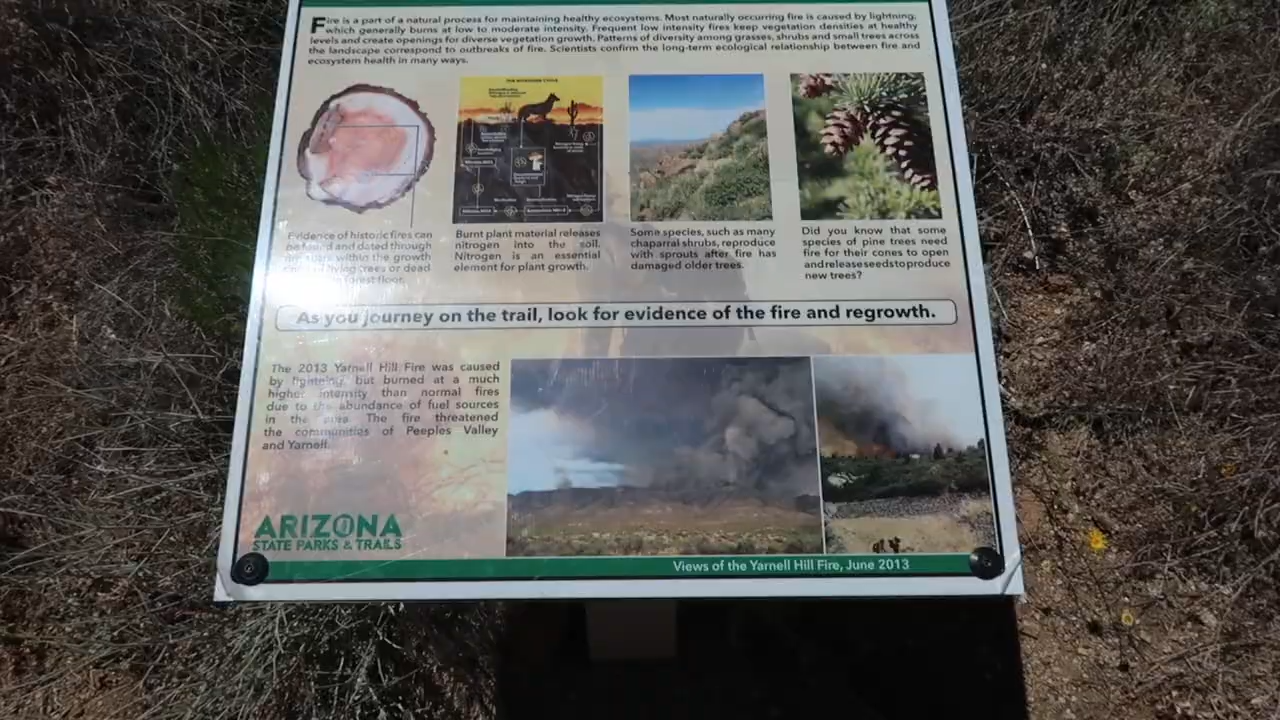 Fire is a part of a natural process for maintaining healthy ecosystems. Most naturally occurring fire is caused by lightning,
which generally burns at low to moderate intensity. Frequent low intensity fires keep vegetation densities at healthy
levels and create openings for diverse vegetation growth. Patterns of diversity among grasses, shrubs and small trees across
the landscape correspond to outbreaks of fire. Scientists confirm the long-term ecological relationship between fire and
ecosystem health in many ways.
THE NITROGEN CYCLE
Evidence of historic fires can
be found and dated through
within the growth
living trees or dead
forest floor.
Burnt plant material releases
nitrogen into the soil.
Nitrogen is an essential
element for plant growth.
Some species, such as many
chaparral shrubs, reproduce
with sprouts after fire has
damaged older trees.
Did you know that some
species of pine trees need
fire for their cones to open
and release seeds to produce
new trees?
As you journey on the trail, look for evidence of the fire and regrowth.
The 2013 Yarnell Hill Fire was caused
by lightning, but burned at a much
higher intensity than normal fires
due to the abundance of fuel sources
in the area. The fire threatened
the communities of Peeples Valley
and Yarnell.
ARIZONA
STATE PARKS & TRAILS
Views of the Yarnell Hill Fire, June 2013